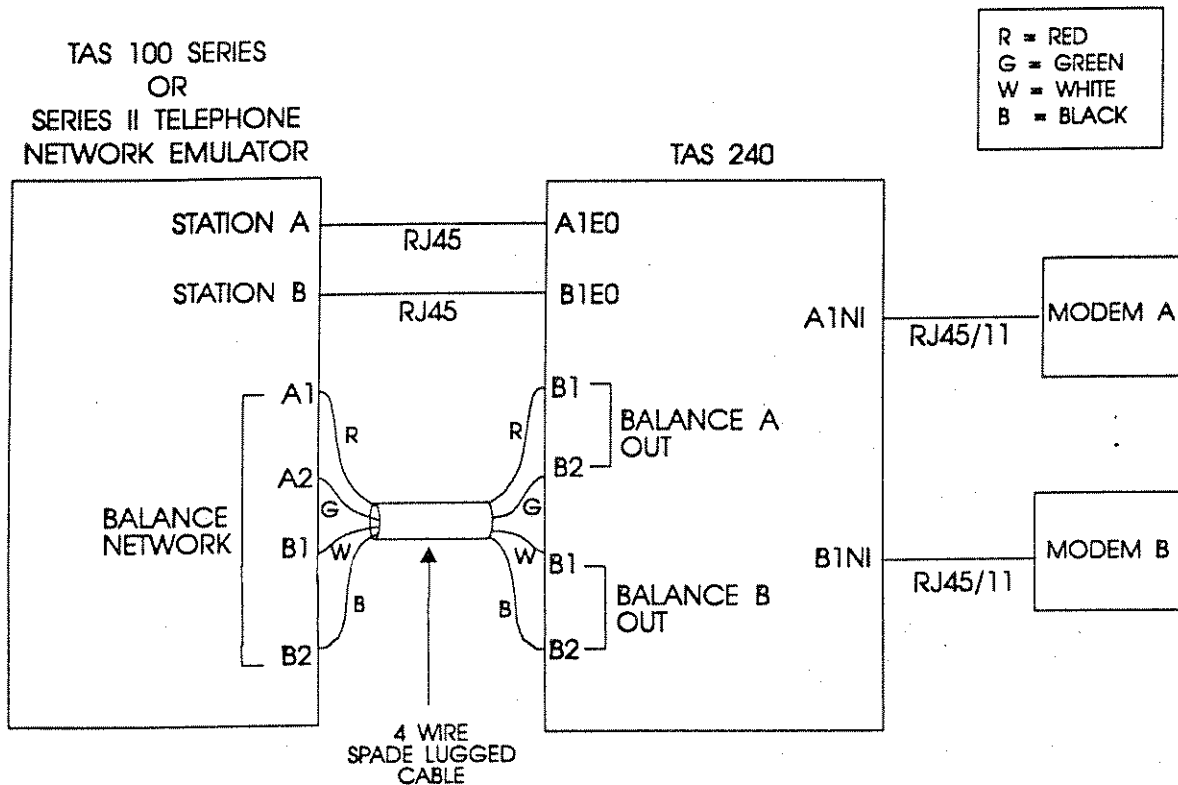 R = RED
G = GREEN
W = WHITE
B = BLACK
TAS 100 SERIES
OR
SERIES II TELEPHONE
NETWORK EMULATOR
TAS 240
STATION A
RJ45
A1E0
STATION B
RJ45
B1E0
A1NI
RJ45/11
MODEM A
A1
R
R
B1
BALANCE A
OUT
A2
G
G
B2
BALANCE
NETWORK
B1
W
W
B1
BALANCE B
OUT
B2
B
B
B2
B1NI
RJ45/11
MODEM B
4 WIRE
SPADE LUGGED
CABLE